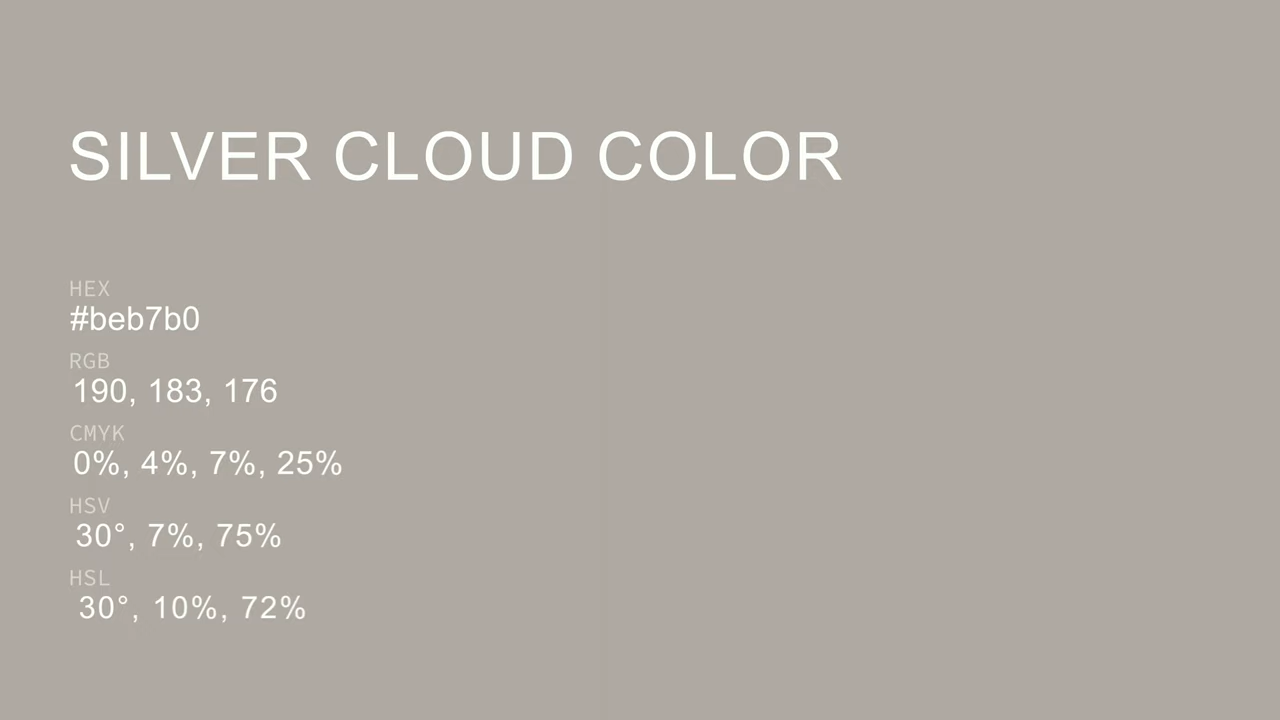 SILVER CLOUD COLOR
HEX
#beb7b0
RGB
190, 183, 176
CMYK
0%, 4%, 7%, 25%
HSV
30°, 7%, 75%
HSL
30°, 10%, 72%